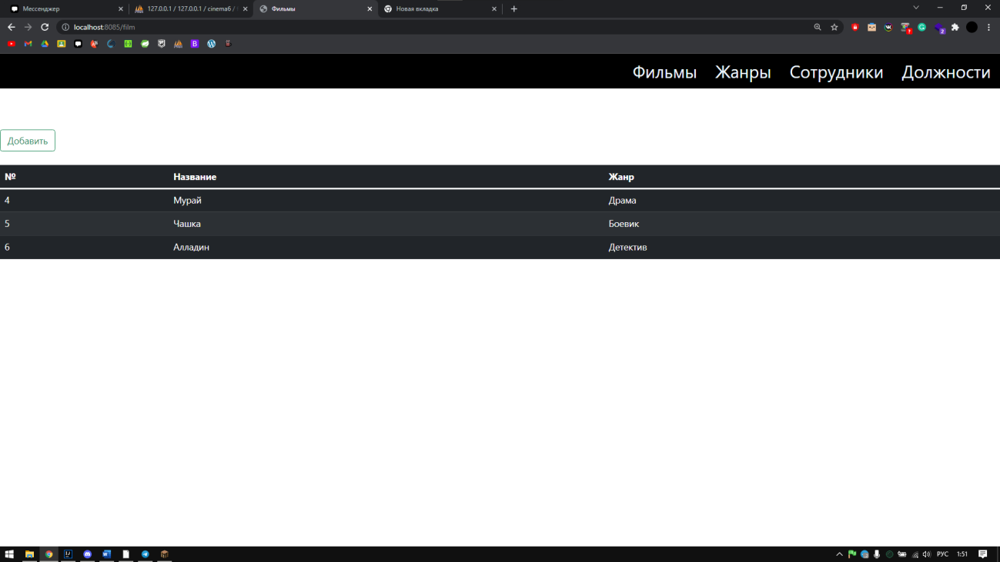 Мессенджер
127.0.0.1 / 127.0.0.1 / cinema6 /
Фильмы
Новая вкладка
localhost:8085/film
Фильмы Жанры Сотрудники Должности
Добавить
№ Название Жанр
4 Мурай Драма
5 Чашка Боевик
6 Алладин Детектив
РУС 1:51